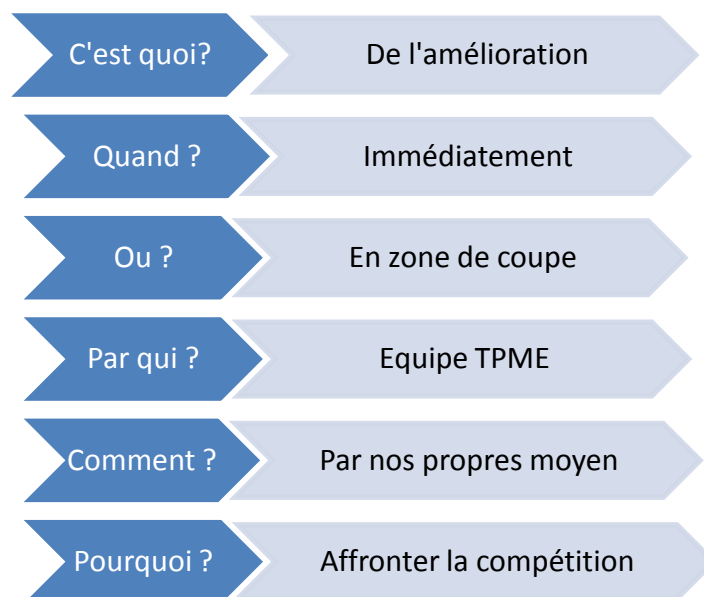 C'est quoi? De l'amélioration
Quand ? Immédiatement
Ou ? En zone de coupe
Par qui ? Equipe TPME
Comment ? Par nos propres moyen
Pourquoi ? Affronter la compétition